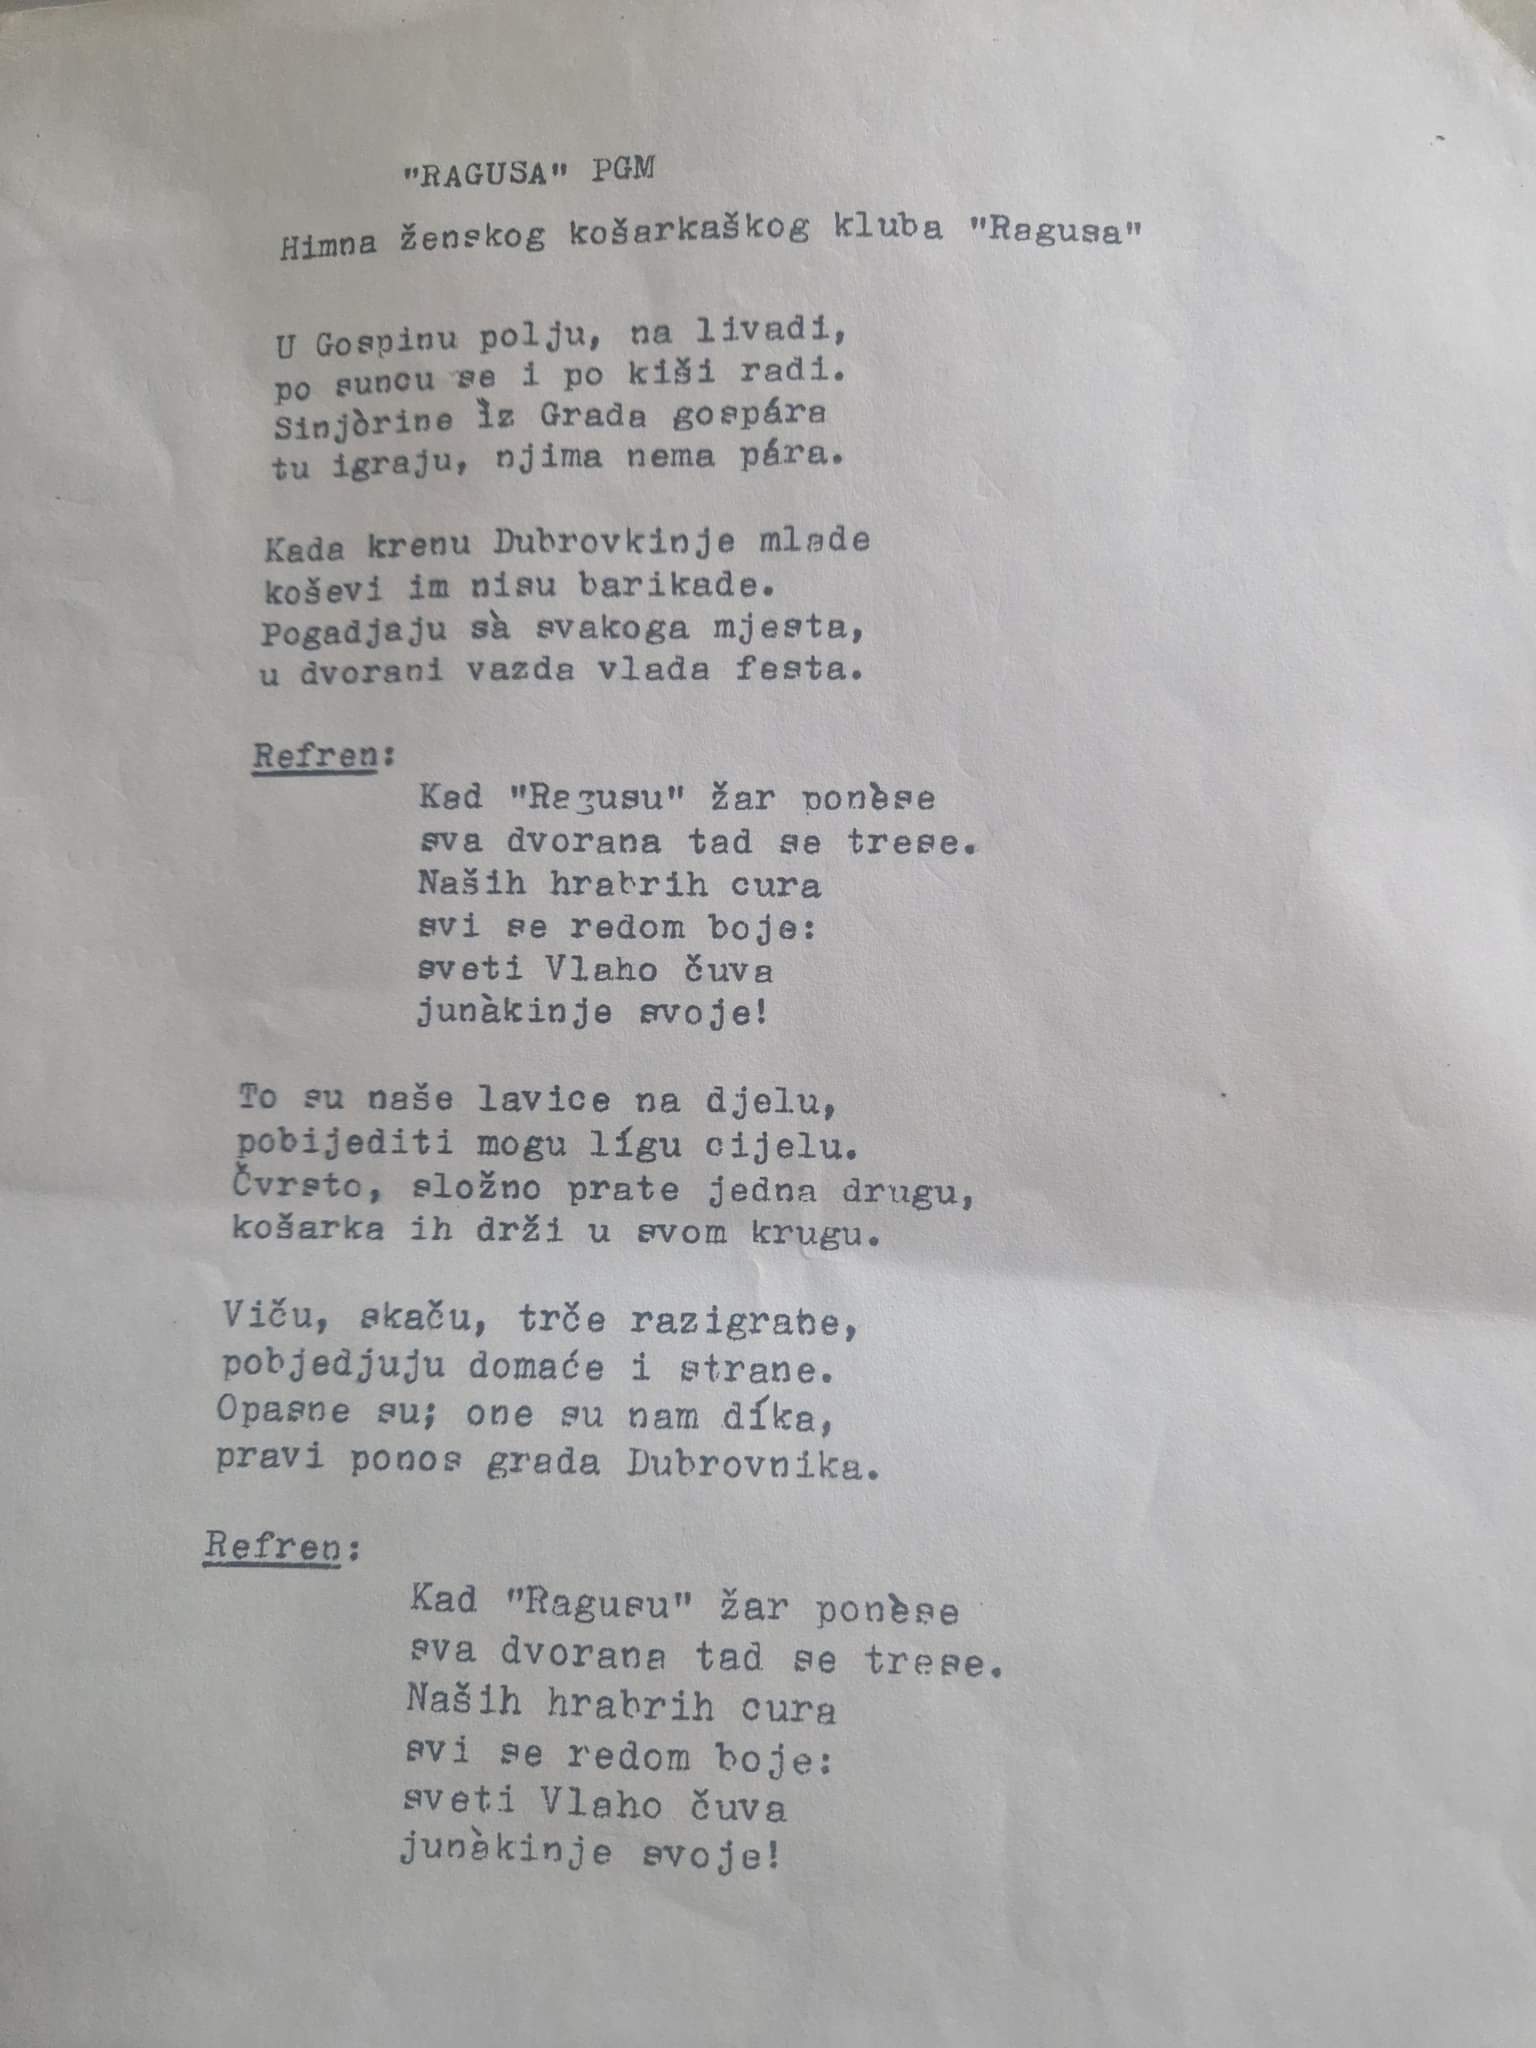 "RAGUSA" PGM
Himna ženskog košarkaškog kluba "Ragusa"
U Gospinu polju, na livadi,
po suncu se i po kiši radi.
Sinjòrine ìz Grada gospára
tu igraju, njima nema pára.
Kada krenu Dubrovkinje mlade
koševi im nisu barikade.
Pogadjaju sà svakoga mjesta,
u dvorani vazda vlada festa.
Refren:
Kad "Ragusu" žar ponèse
sva dvorana tad se trese.
Naših hrabrih cura
svi se redom boje:
sveti Vlaho čuva
junàkinje svoje!
To su naše lavice na djelu,
pobijediti mogu lígu cijelu.
Čvrsto, složno prate jedna drugu,
košarka ih drži u svom krugu.
Viču, skaču, trče razigrane,
pobjedjuju domaće i strane.
Opasne su; one su nam díka,
pravi ponos grada Dubrovnika.
Refren:
Kad "Ragusu" žar ponèse
sva dvorana tad se trese.
Naših hrabrih cura
svi se redom boje:
sveti Vlaho čuva
junàkinje svoje!